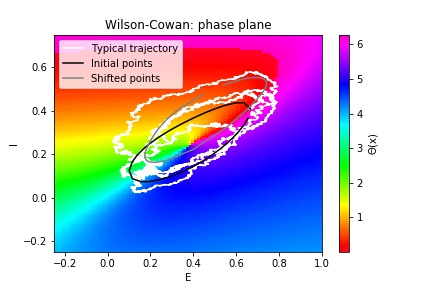 Wilson-Cowan: phase plane
Typical trajectory
Initial points
Shifted points
0.6
0.4
0.2
0.0
−0.2
I
−0.2
0.0
0.2
0.4
0.6
0.8
1.0
E
6
5
4
3
2
1
Θ(x)